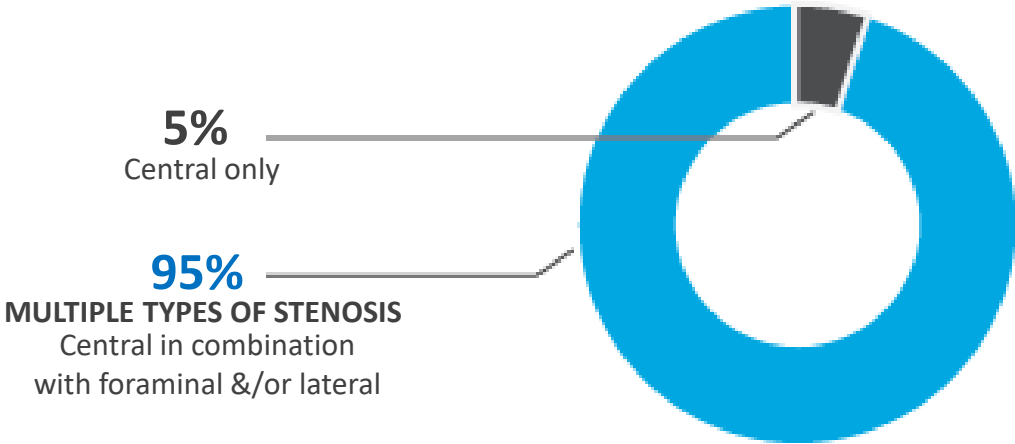 5%
Central only
95%
MULTIPLE TYPES OF STENOSIS
Central in combination
with foraminal &/or lateral